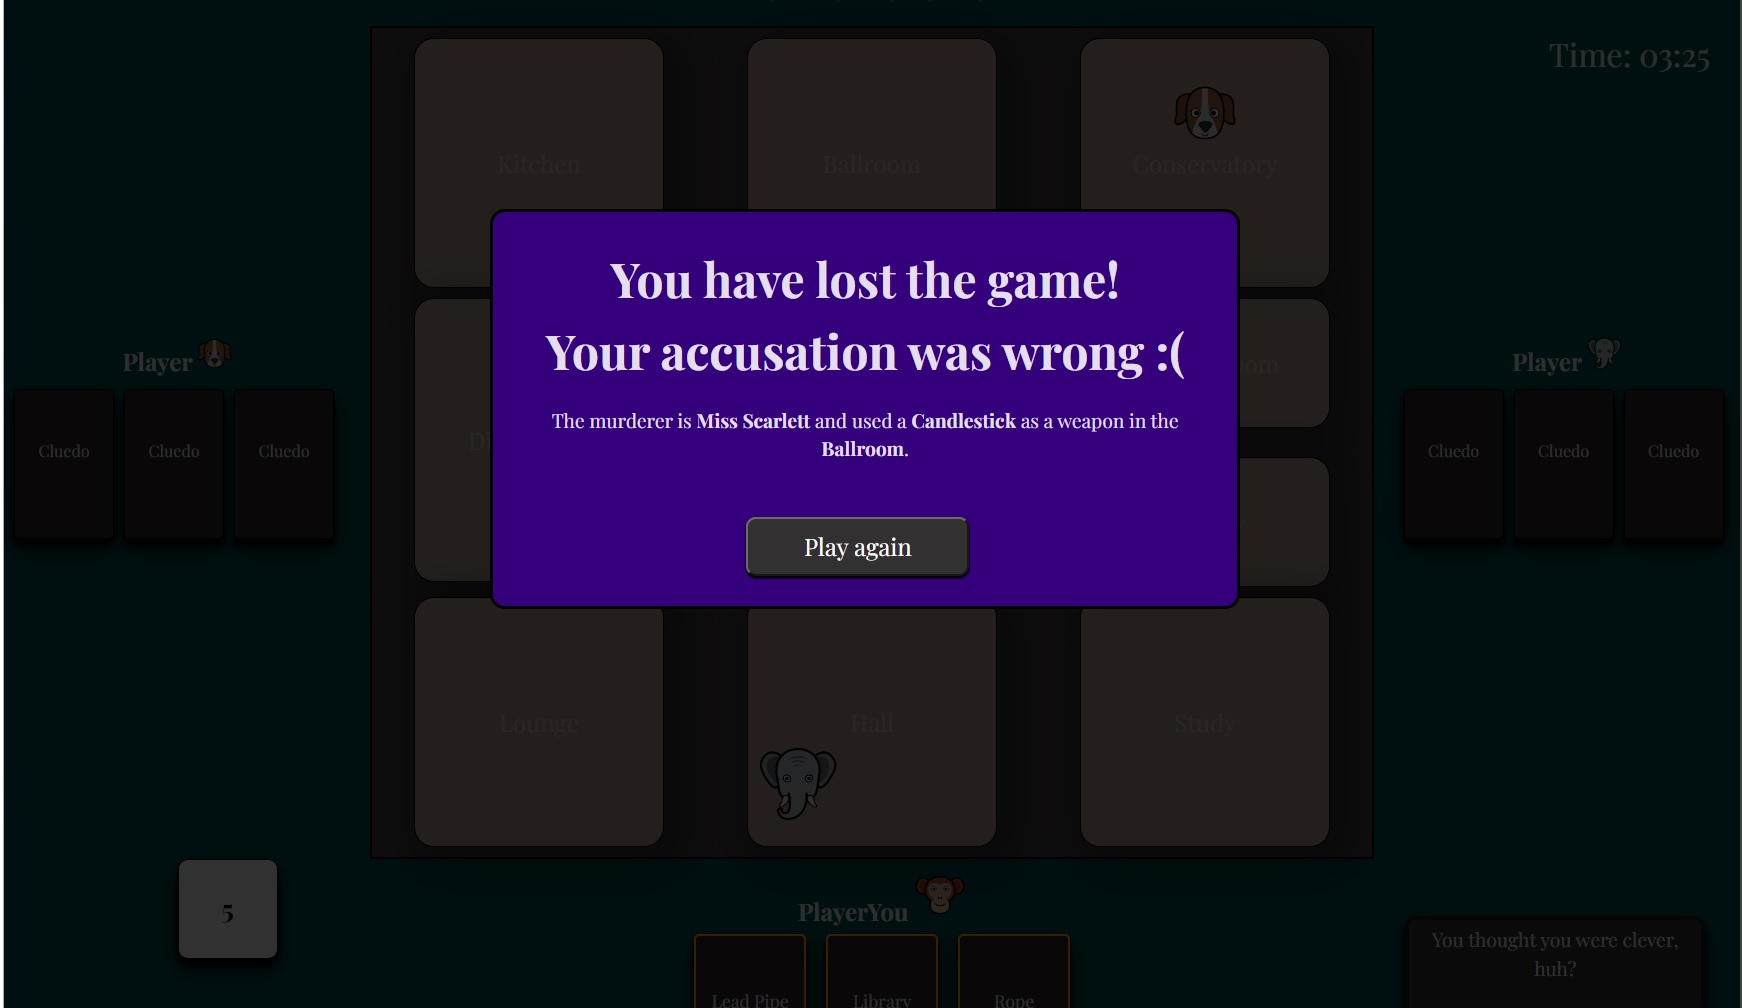 Time: 03:25
Kitchen
Ballroom
Conservatory
You have lost the game!
Your accusation was wrong :(
The murderer is Miss Scarlett and used a Candlestick as a weapon in the
Ballroom.
Play again
Player
Cluedo
Cluedo
Cluedo
Player
Cluedo
Cluedo
Cluedo
Lounge
Hall
Study
5
PlayerYou
Lead Pipe
Library
Rope
You thought you were clever,
huh?